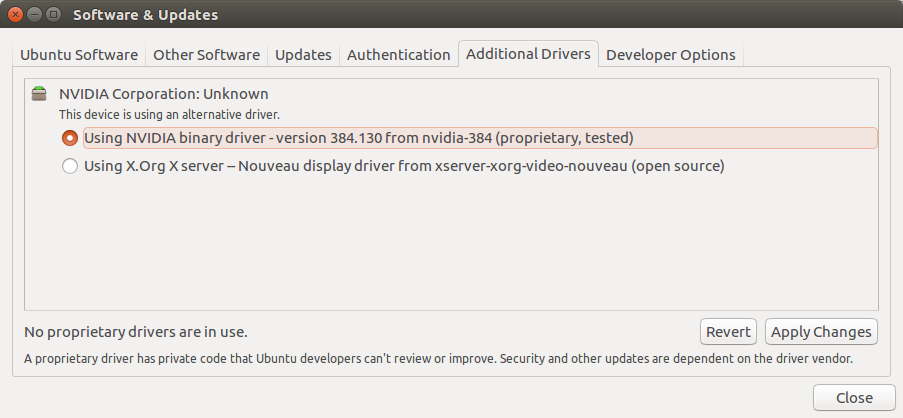 Software & Updates
Ubuntu Software Other Software Updates Authentication Additional Drivers Developer Options
NVIDIA Corporation: Unknown
This device is using an alternative driver.
Using NVIDIA binary driver - version 384.130 from nvidia-384 (proprietary, tested)
Using X.Org X server -- Nouveau display driver from xserver-xorg-video-nouveau (open source)
No proprietary drivers are in use.
Revert Apply Changes
A proprietary driver has private code that Ubuntu developers can't review or improve. Security and other updates are dependent on the driver vendor.
Close